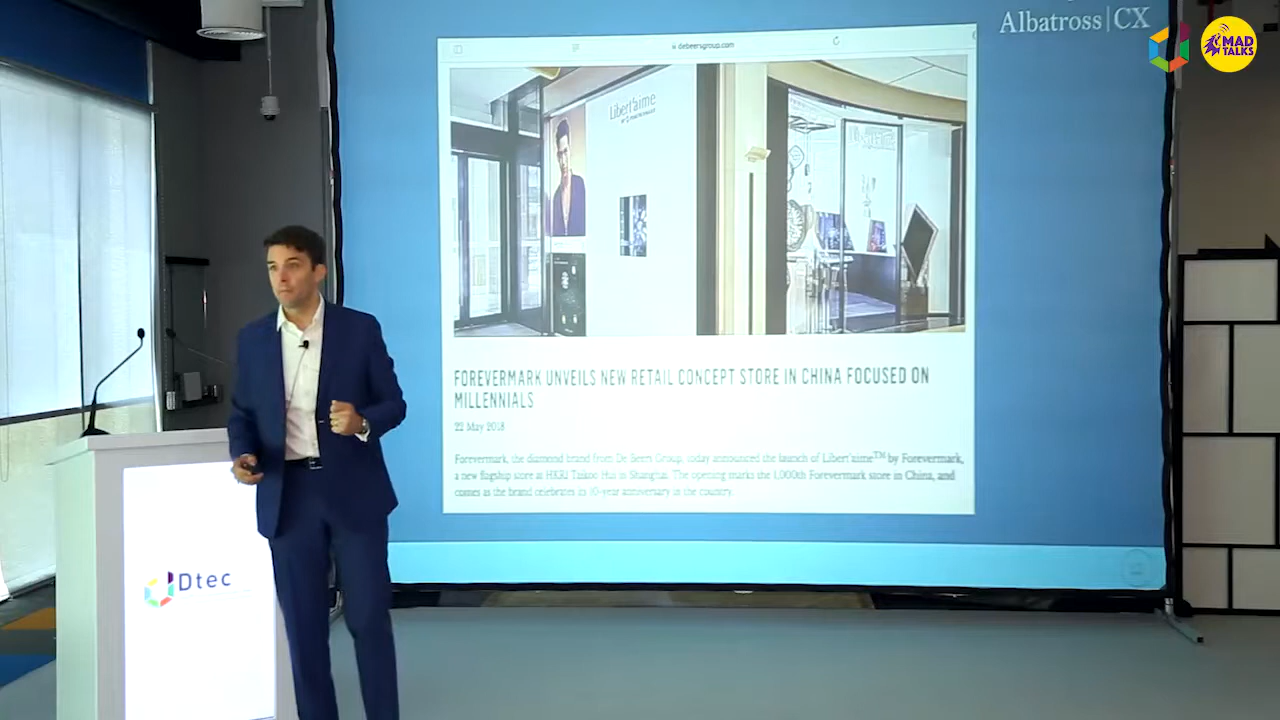 Albatross|CX
MAD
TALKS
debeersgroup.com
Libert'aime
BY FOREVERMARK
FOREVERMARK UNVEILS NEW RETAIL CONCEPT STORE IN CHINA FOCUSED ON
MILLENNIALS
22 May 2018
Forevermark, the diamond brand from De Beers Group, today announced the launch of Libert'aime™ by Forevermark,
a new flagship store at HKRI Taikoo Hui in Shanghai. The opening marks the 1,000th Forevermark store in China, and
comes as the brand celebrates its 10-year anniversary in the country.
Dtec